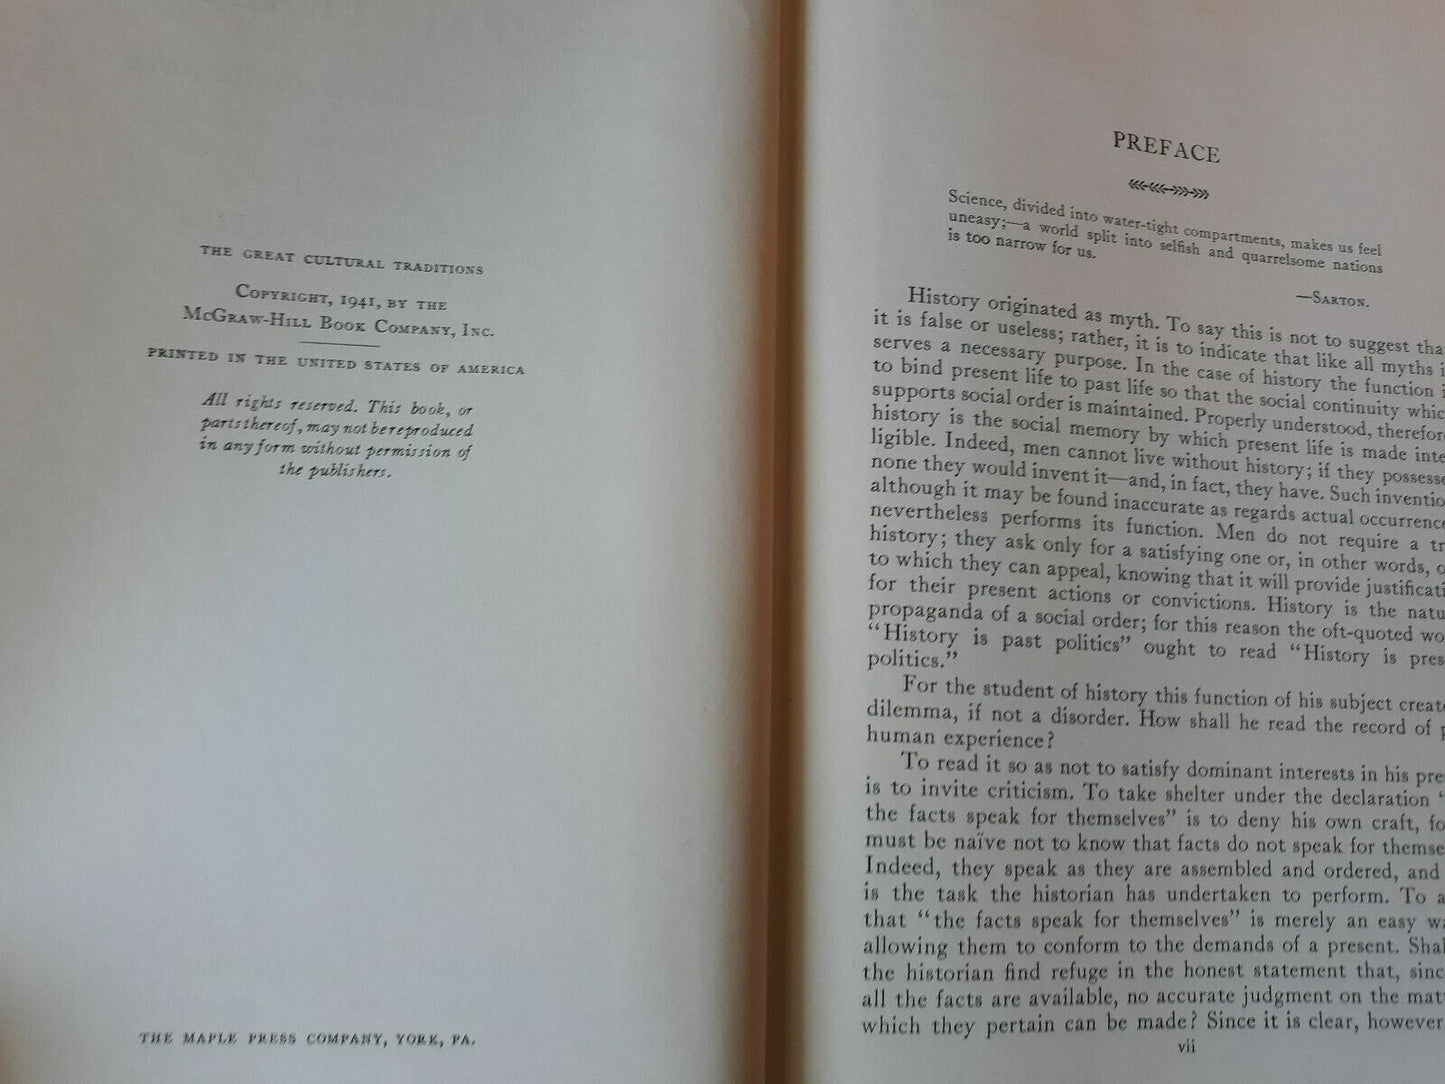 THE GREAT CULTURAL TRADITIONS
COPYRIGHT, 1941, BY THE
MCGRAW-HILL BOOK COMPANY, INC.
PRINTED IN THE UNITED STATES OF AMERICA
All rights reserved. This book, or
parts thereof, may not be reproduced
in any form without permission of
the publishers.
THE MAPLE PRESS COMPANY, YORK, PA.
PREFACE
Science, divided into water-tight compartments, makes us feel
uneasy;—a world split into selfish and quarrelsome nations
is too narrow for us.
—SARTON.
History originated as myth. To say this is not to suggest tha
it is false or useless; rather, it is to indicate that like all myths i
serves a necessary purpose. In the case of history the function i
to bind present life to past life so that the social continuity whic
supports social order is maintained. Properly understood, therefor
history is the social memory by which present life is made inte
ligible. Indeed, men cannot live without history; if they possess
none they would invent it—and, in fact, they have. Such inventio
although it may be found inaccurate as regards actual occurrence
nevertheless performs its function. Men do not require a tr
history; they ask only for a satisfying one or, in other words, o
to which they can appeal, knowing that it will provide justificati
for their present actions or convictions. History is the natu
propaganda of a social order; for this reason the oft-quoted wo
“History is past politics” ought to read “History is pres
politics.”
For the student of history this function of his subject creat
dilemma, if not a disorder. How shall he read the record of p
human experience?
To read it so as not to satisfy dominant interests in his pre
is to invite criticism. To take shelter under the declaration “
the facts speak for themselves” is to deny his own craft, fo
must be naïve not to know that facts do not speak for themse
Indeed, they speak as they are assembled and ordered, and
is the task the historian has undertaken to perform. To a
that “the facts speak for themselves” is merely an easy wa
allowing them to conform to the demands of a present. Shal
the historian find refuge in the honest statement that, sinc
all the facts are available, no accurate judgment on the matt
which they pertain can be made? Since it is clear, however
vii